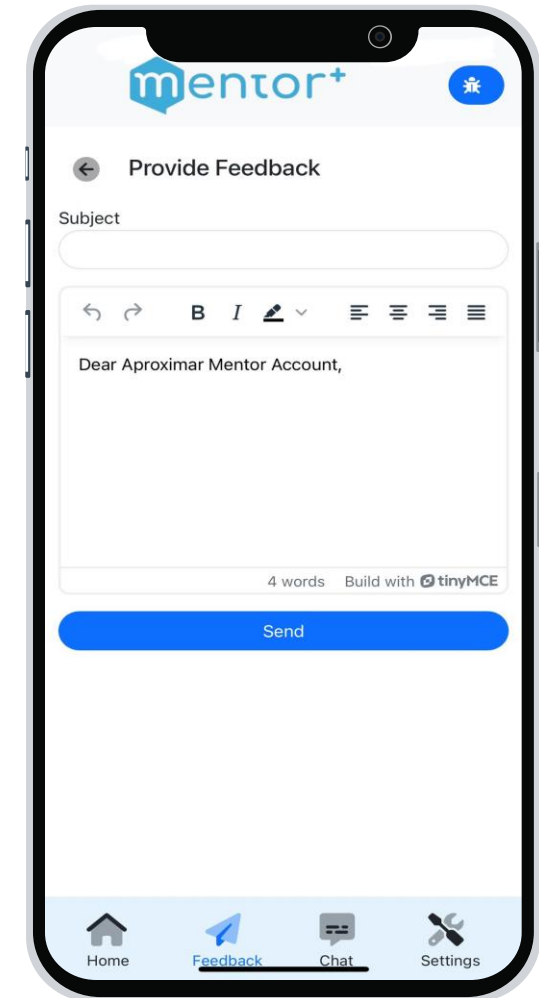 mentor+
Provide Feedback
Subject
B I
Dear Aproximar Mentor Account,
4 words Build with tinyMCE
Send
Home Feedback Chat Settings